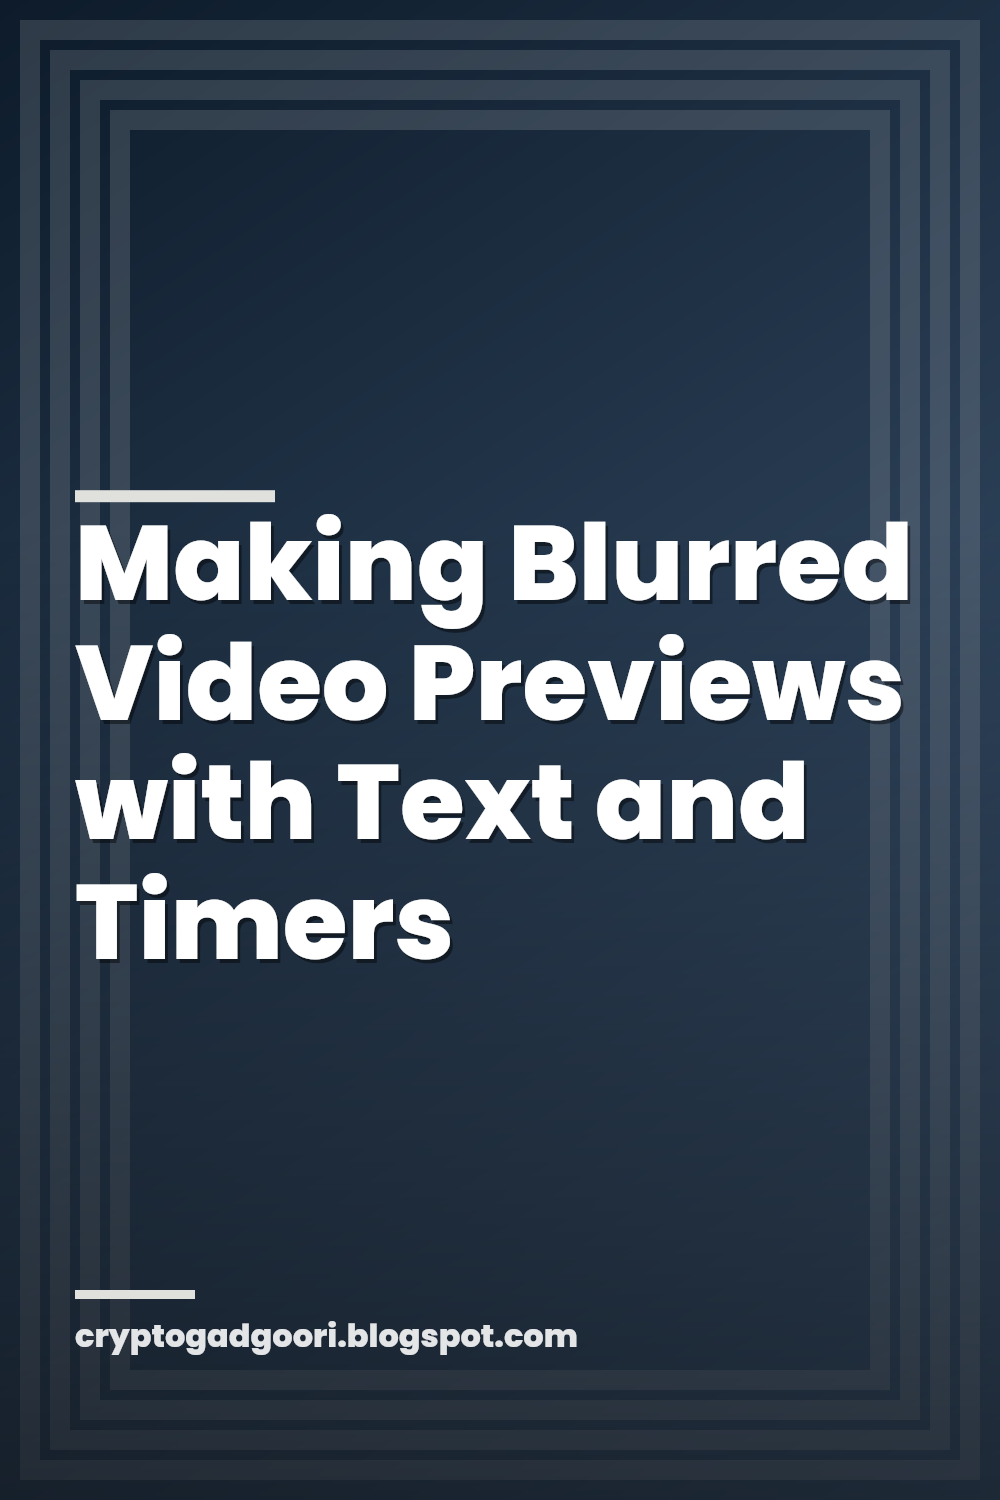 Making Blurred
Video Previews
with Text and
Timers
cryptogadgoori.blogspot.com